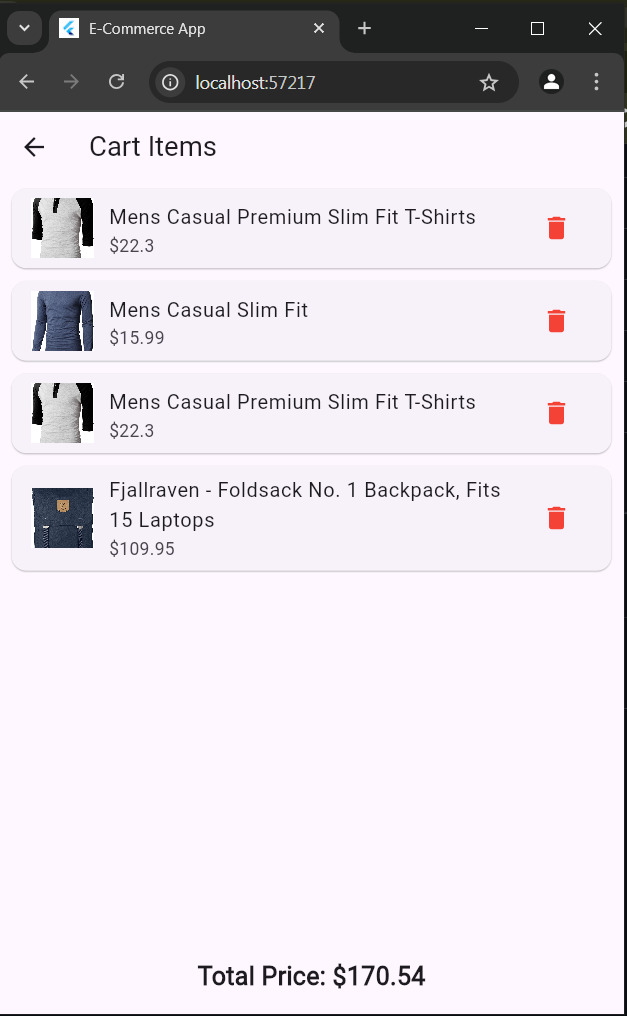 E-Commerce App
localhost:57217
Cart Items
Mens Casual Premium Slim Fit T-Shirts
$22.3
Mens Casual Slim Fit
$15.99
Mens Casual Premium Slim Fit T-Shirts
$22.3
Fjallraven - Foldsack No. 1 Backpack, Fits
15 Laptops
$109.95
Total Price: $170.54